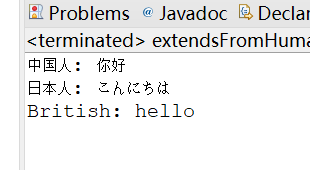 Problems @ Javadoc Declar
<terminated> extendsFromHuma
中国人: 你好
日本人: こんにちは
British: hello